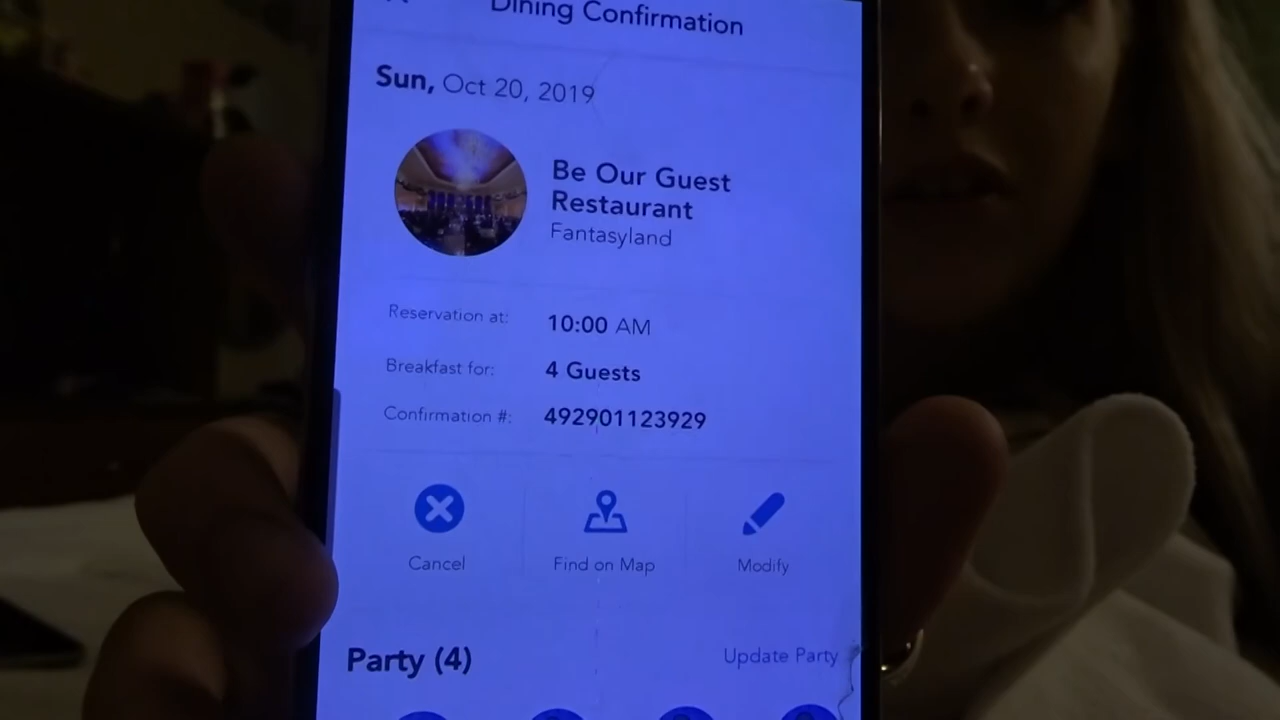 Dining Confirmation
Sun, Oct 20, 2019
Be Our Guest
Restaurant
Fantasyland
Reservation at: 10:00 AM
Breakfast for: 4 Guests
Confirmation #: 492901123929
Cancel Find on Map Modify
Party (4) Update Party